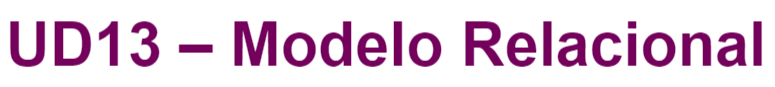 UD13 – Modelo Relacional